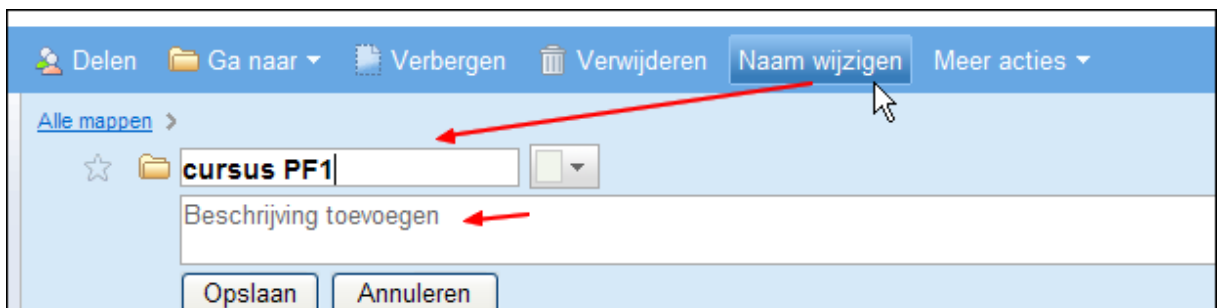 Delen Ga naar Verbergen Verwijderen Naam wijzigen Meer acties
Alle mappen >
cursus PF1
Beschrijving toevoegen
Opslaan Annuleren